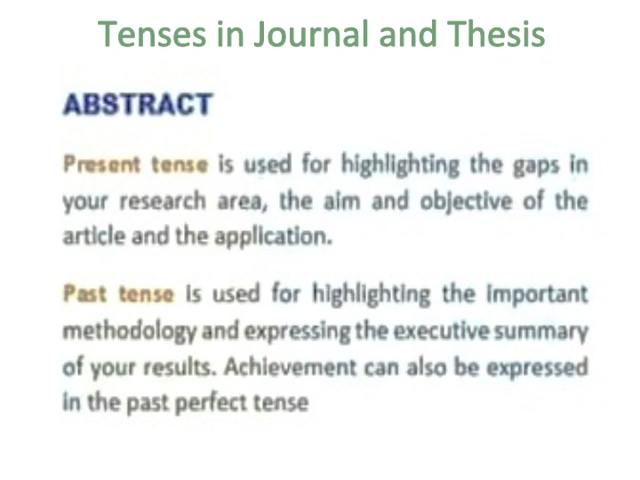 Tenses in Journal and Thesis
ABSTRACT
Present tense is used for highlighting the gaps in
your research area, the aim and objective of the
article and the application.
Past tense is used for highlighting the important
methodology and expressing the executive summary
of your results. Achievement can also be expressed
in the past perfect tense